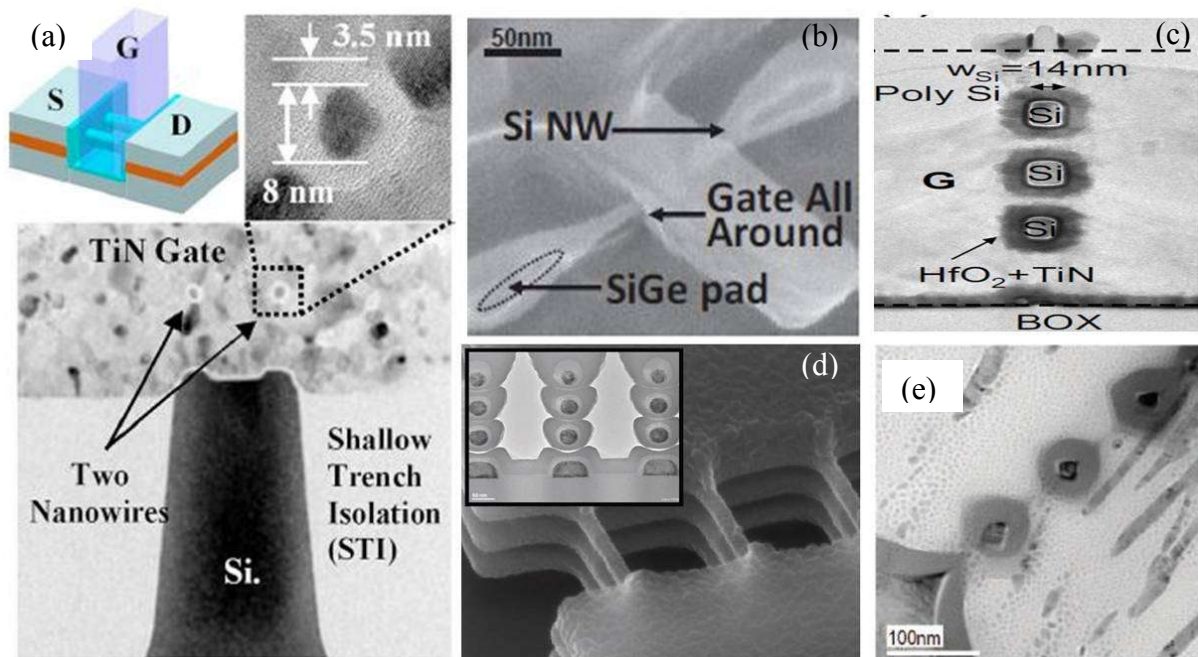 (a)
G
S
D
3.5 nm
8 nm
TiN Gate
Two
Nanowires
Shallow
Trench
Isolation
(STI)
Si.
(b)
50nm
Si NW
Gate All
Around
SiGe pad
(c)
wSi=14nm
Poly Si
Si
Si
G
Si
HfO2+TiN
BOX
(d)
(e)
100nm